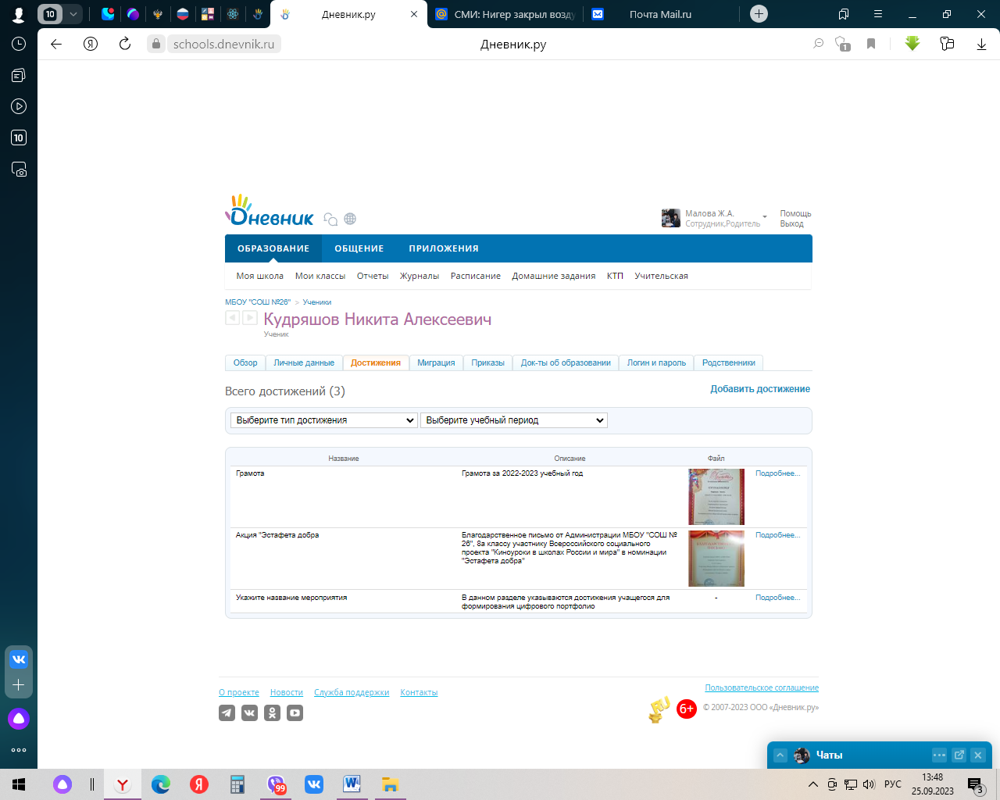 10
Дневник.ру
СМИ: Нигер закрыл возду
Почта Mail.ru
schools.dnevnik.ru
Дневник.ру
1
10
Дневник
Малова Ж.А.
Сотрудник,Родитель
Помощь
Выход
ОБРАЗОВАНИЕ
ОБЩЕНИЕ
ПРИЛОЖЕНИЯ
Моя школа
Мои классы
Отчеты
Журналы
Расписание
Домашние задания
КТП
Учительская
МБОУ "СОШ №26" > Ученики
Кудряшов Никита Алексеевич
Ученик
Обзор
Личные данные
Достижения
Миграция
Приказы
Док-ты об образовании
Логин и пароль
Родственники
Всего достижений (3)
Добавить достижение
Выберите тип достижения
Выберите учебный период
Название
Описание
Файл
Грамота
Грамота за 2022-2023 учебный год
Подробнее...
Акция "Эстафета добра
Благодарственное письмо от Администрации МБОУ "СОШ №
26", 8а классу участнику Всероссийского социального
проекта "Киноуроки в школах России и мира" в номинации
"Эстафета добра"
Подробнее...
Укажите название мероприятия
В данном разделе указываются достижения учащегося для
формирования цифрового портфолио
-
Подробнее...
О проекте
Новости
Служба поддержки
Контакты
Пользовательское соглашение
RU
6+
© 2007-2023 ООО «Дневник.ру»
Чаты
99
РУС
13:48
25.09.2023
3